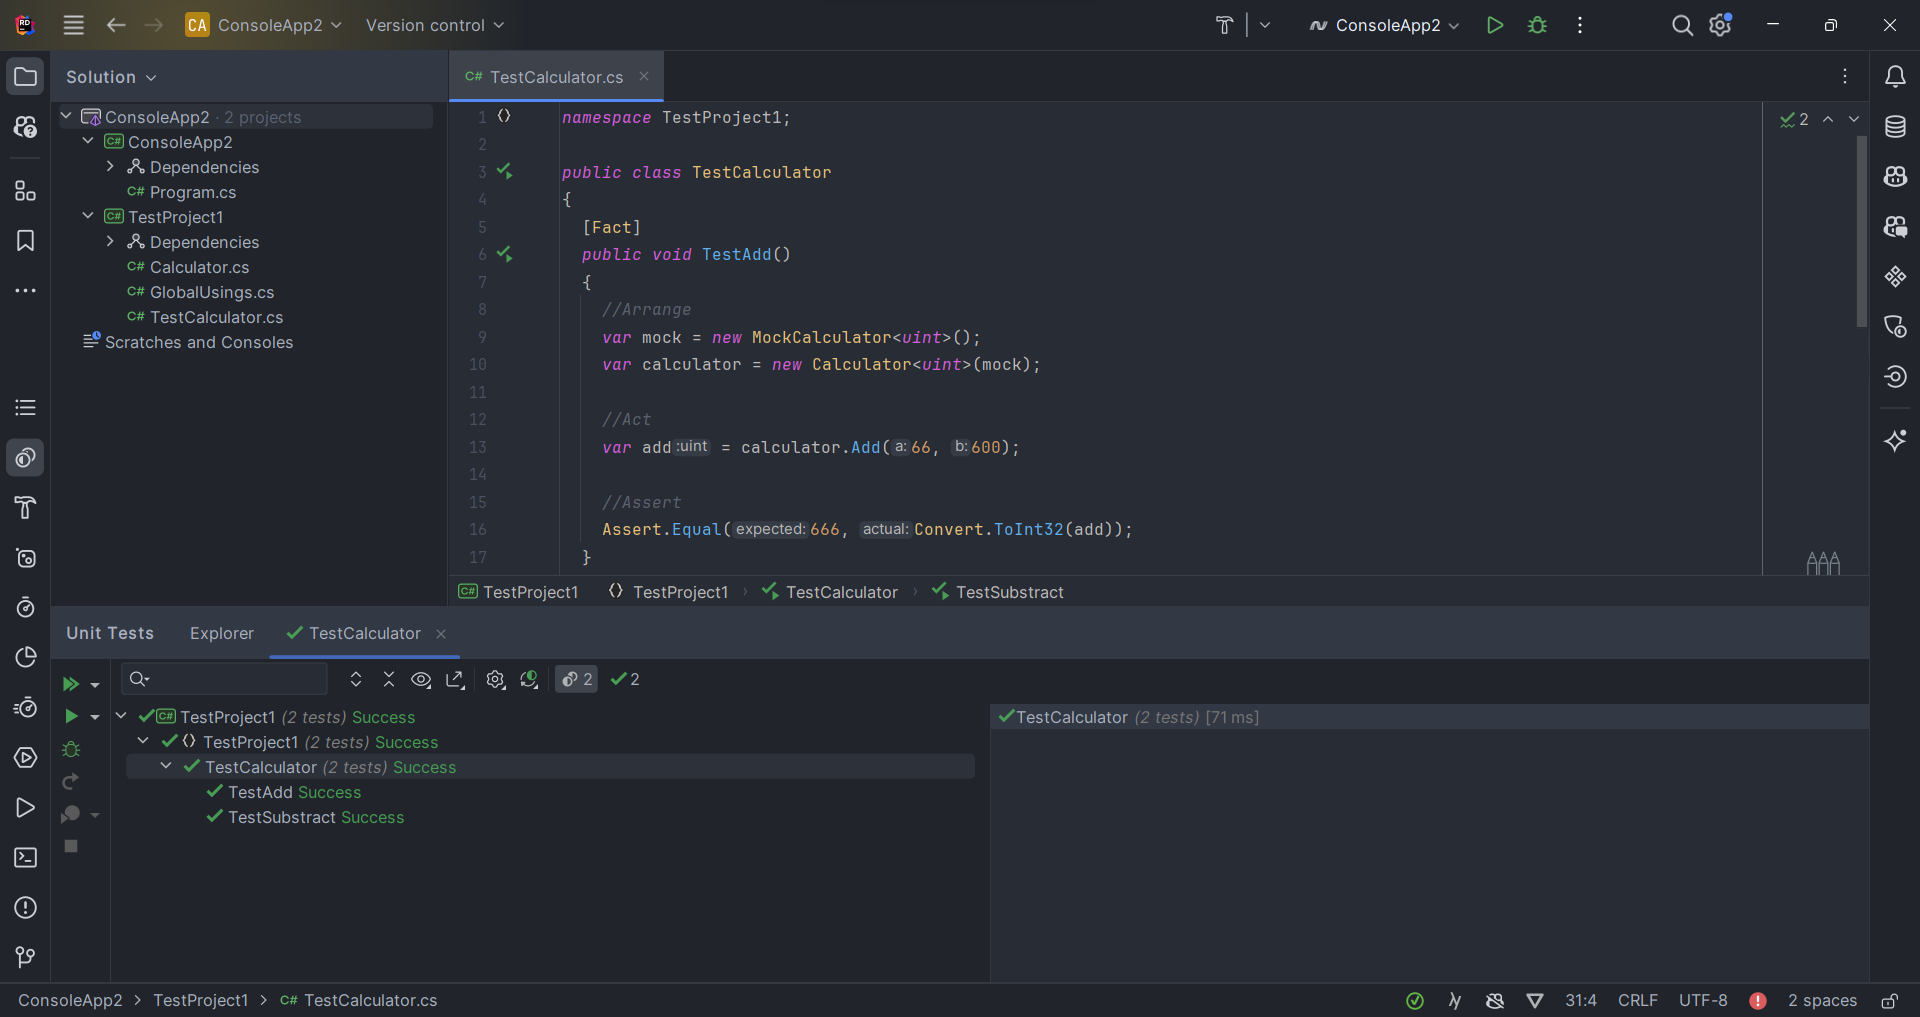 CA ConsoleApp2 Version control ConsoleApp2
Solution
C# TestCalculator.cs
ConsoleApp2 · 2 projects
C# ConsoleApp2
Dependencies
C# Program.cs
C# TestProject1
Dependencies
C# Calculator.cs
C# GlobalUsings.cs
C# TestCalculator.cs
Scratches and Consoles
1 namespace TestProject1;
2
3 public class TestCalculator
4 {
5 [Fact]
6 public void TestAdd()
7 {
8 //Arrange
9 var mock = new MockCalculator<uint>();
10 var calculator = new Calculator<uint>(mock);
11
12 //Act
13 var add :uint = calculator.Add( a: 66, b: 600);
14
15 //Assert
16 Assert.Equal( expected: 666, actual: Convert.ToInt32(add));
17 }
2
C# TestProject1 TestProject1 TestCalculator TestSubstract
Unit Tests Explorer TestCalculator
2 2
C# TestProject1 (2 tests) Success
TestProject1 (2 tests) Success
TestCalculator (2 tests) Success
TestAdd Success
TestSubstract Success
TestCalculator (2 tests) [71 ms]
ConsoleApp2 > TestProject1 > C# TestCalculator.cs 31:4 CRLF UTF-8 2 spaces